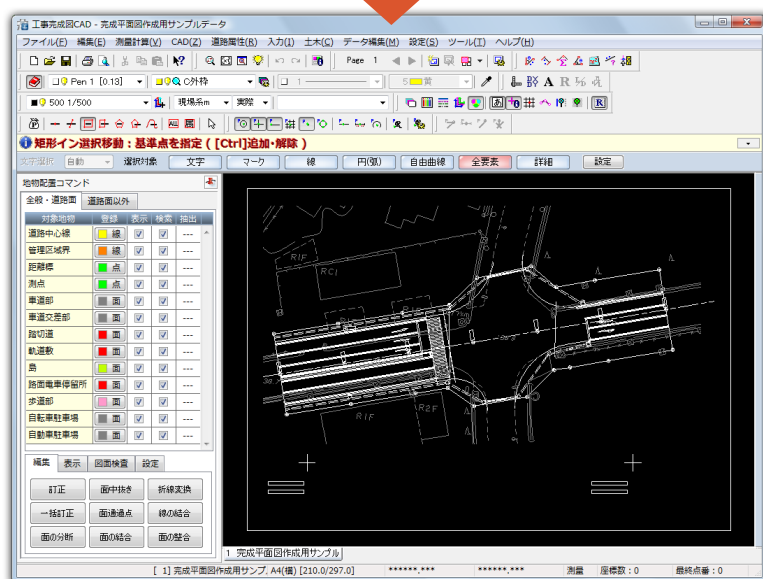 工事完成図CAD - 完成平面図作成用サンプルデータ
ファイル(F) 編集(E) 測量計算(V) CAD(Z) 道路属性(R) 入力(I) 土木(C) データ編集(M) 設定(S) ツール(T) ヘルプ(H)
Page 1
Pen 1 [0.13] C外枠 1 5 黄
500 1/500 現場系m 実際
矩形イン選択移動:基準点を指定 ( [Ctrl]追加・解除 )
文字選択 自動 選択対象 文字 マーク 線 円(弧) 自由曲線 全要素 詳細 設定
地物配置コマンド
全般・道路面 道路面以外
対象地物 登録 表示 検索 抽出
道路中心線 線 ---
管理区域界 線 ---
距離標 点 ---
測点 点 ---
車道部 面 ---
車道交差部 面 ---
踏切道 面 ---
軌道敷 面 ---
島 面 ---
路面電車停留所 面 ---
歩道部 面 ---
自転車駐車場 面 ---
自動車駐車場 面 ---
R1F
RC1
R1F
R2F
編集 表示 図面検査 設定
訂正 面中抜き 折線変換
一括訂正 面通過点 線の結合
面の分断 面の結合 面の整合
1 完成平面図作成用サンプル
[ 1] 完成平面図作成用サンプ, A4(横) [210.0/297.0] ******.*** ******.*** 測量 座標数:0 最終点番:0